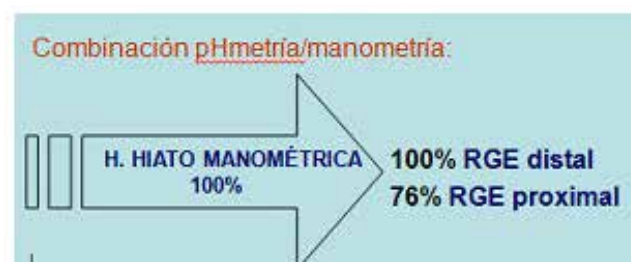 Combinación pHmetría/manometría:
H. HIATO MANOMÉTRICA
100%
100% RGE distal
76% RGE proximal